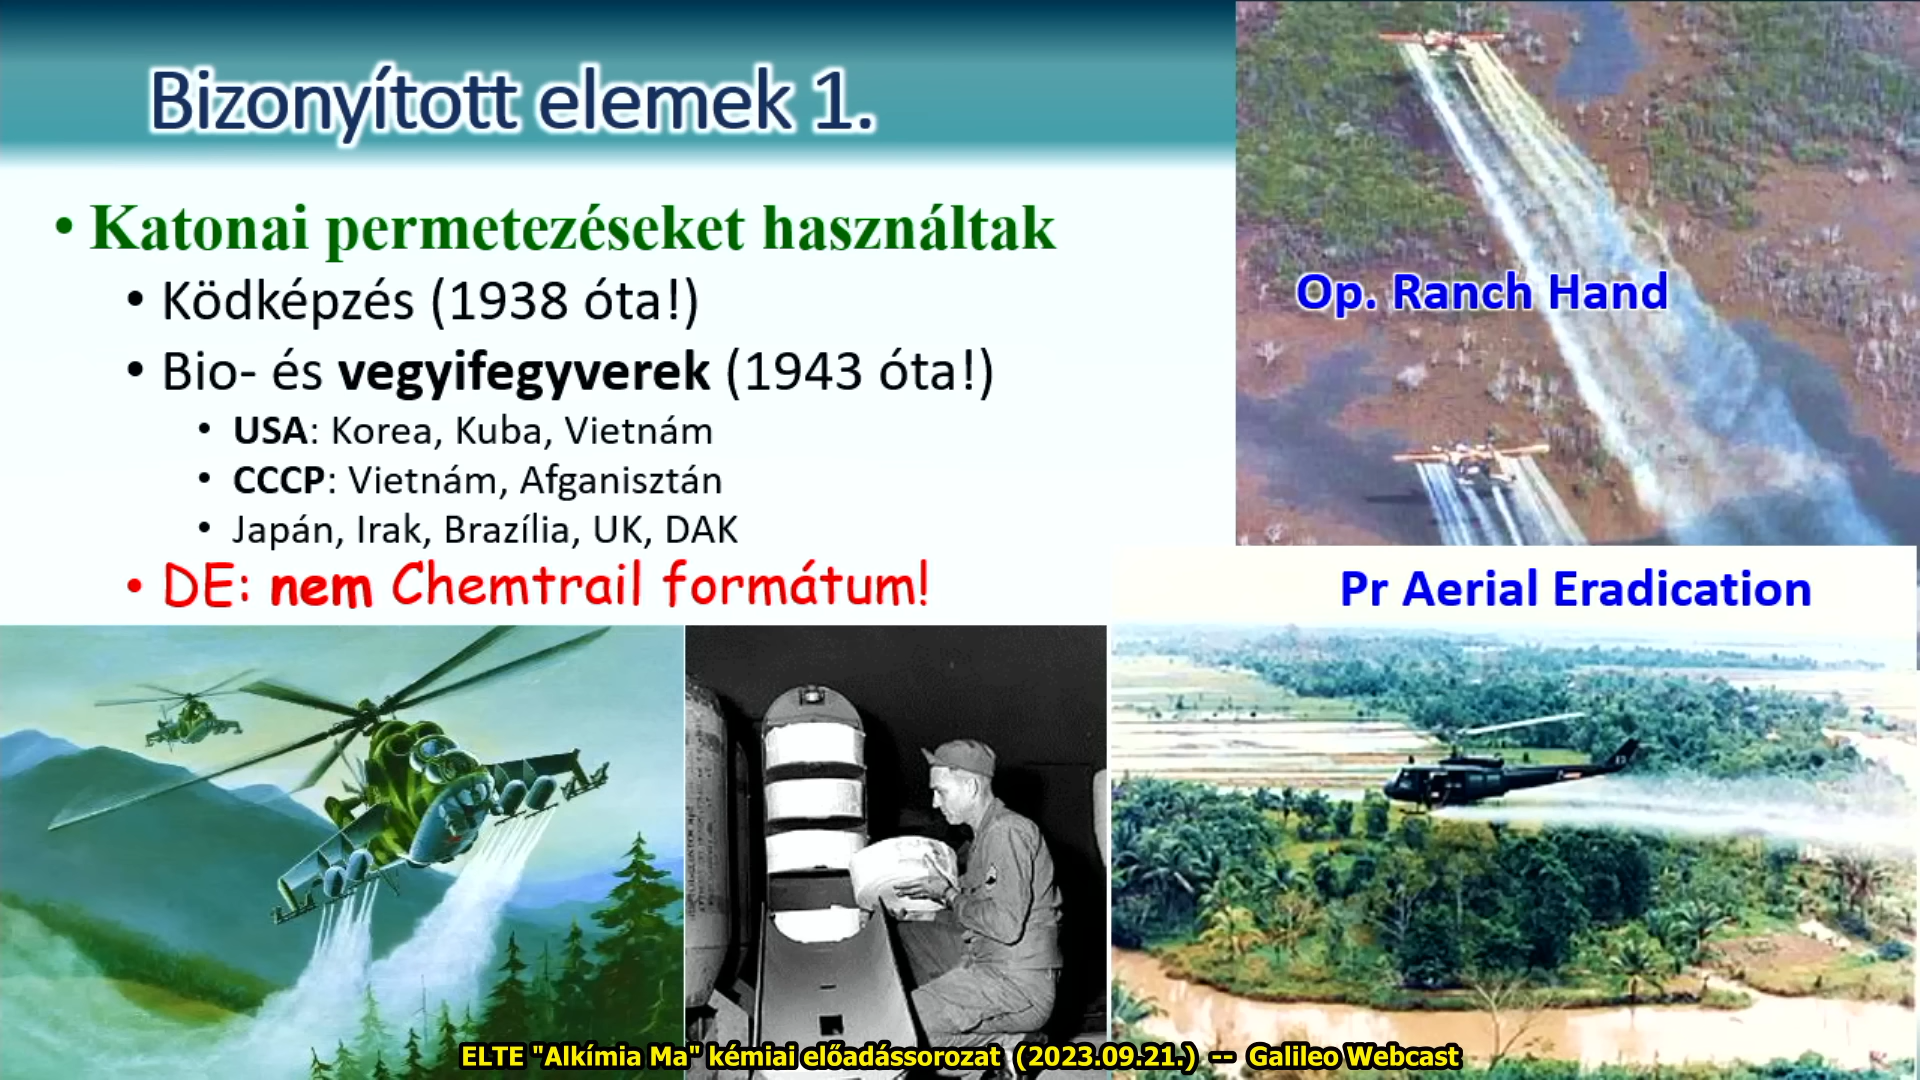 Bizonyított elemek 1.
• Katonai permetezéseket használtak
• Ködképzés (1938 óta!)
• Bio- és vegyifegyverek (1943 óta!)
• USA: Korea, Kuba, Vietnám
• CCCP: Vietnám, Afganisztán
• Japán, Irak, Brazília, UK, DAK
• DE: nem Chemtrail formátum!
Op. Ranch Hand
Pr Aerial Eradication
ELTE "Alkímia Ma" kémiai előadássorozat (2023.09.21.) -- Galileo Webcast